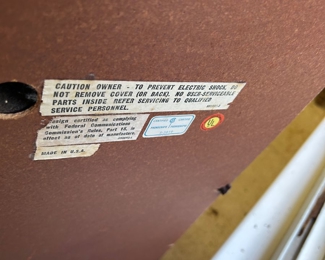 CAUTION OWNER - TO PREVENT ELECTRIC SHOCK, DO
NOT REMOVE COVER (OR BACK). NO USER-SERVICEABLE
PARTS INSIDE REFER SERVICING TO QUALIFIED
SERVICE PERSONNEL.
Design certified as complying
with Federal Communications
Commission's Rules, Part 15, in
effect as of date of manufacture.
MADE IN U.S.A.